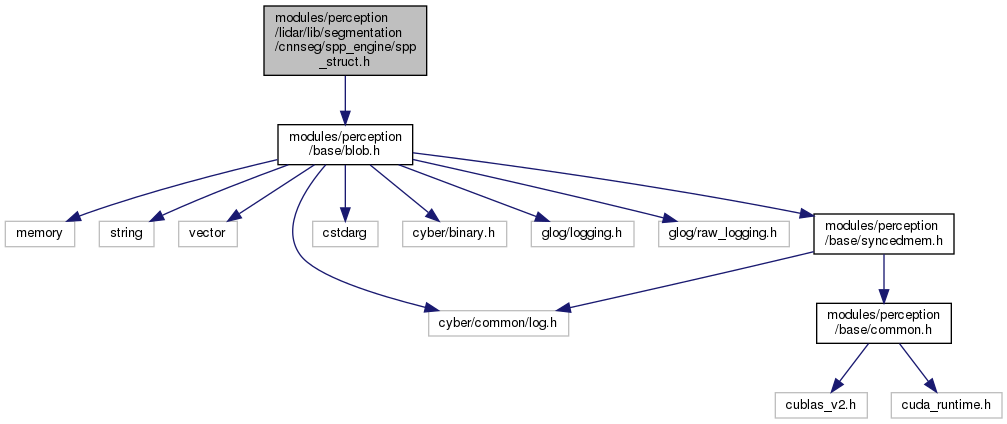 modules/perception
/lidar/lib/segmentation
/cnnseg/spp_engine/spp
_struct.h
modules/perception
/base/blob.h
memory
string
vector
cstdarg
cyber/binary.h
glog/logging.h
glog/raw_logging.h
modules/perception
/base/syncedmem.h
cyber/common/log.h
modules/perception
/base/common.h
cublas_v2.h
cuda_runtime.h